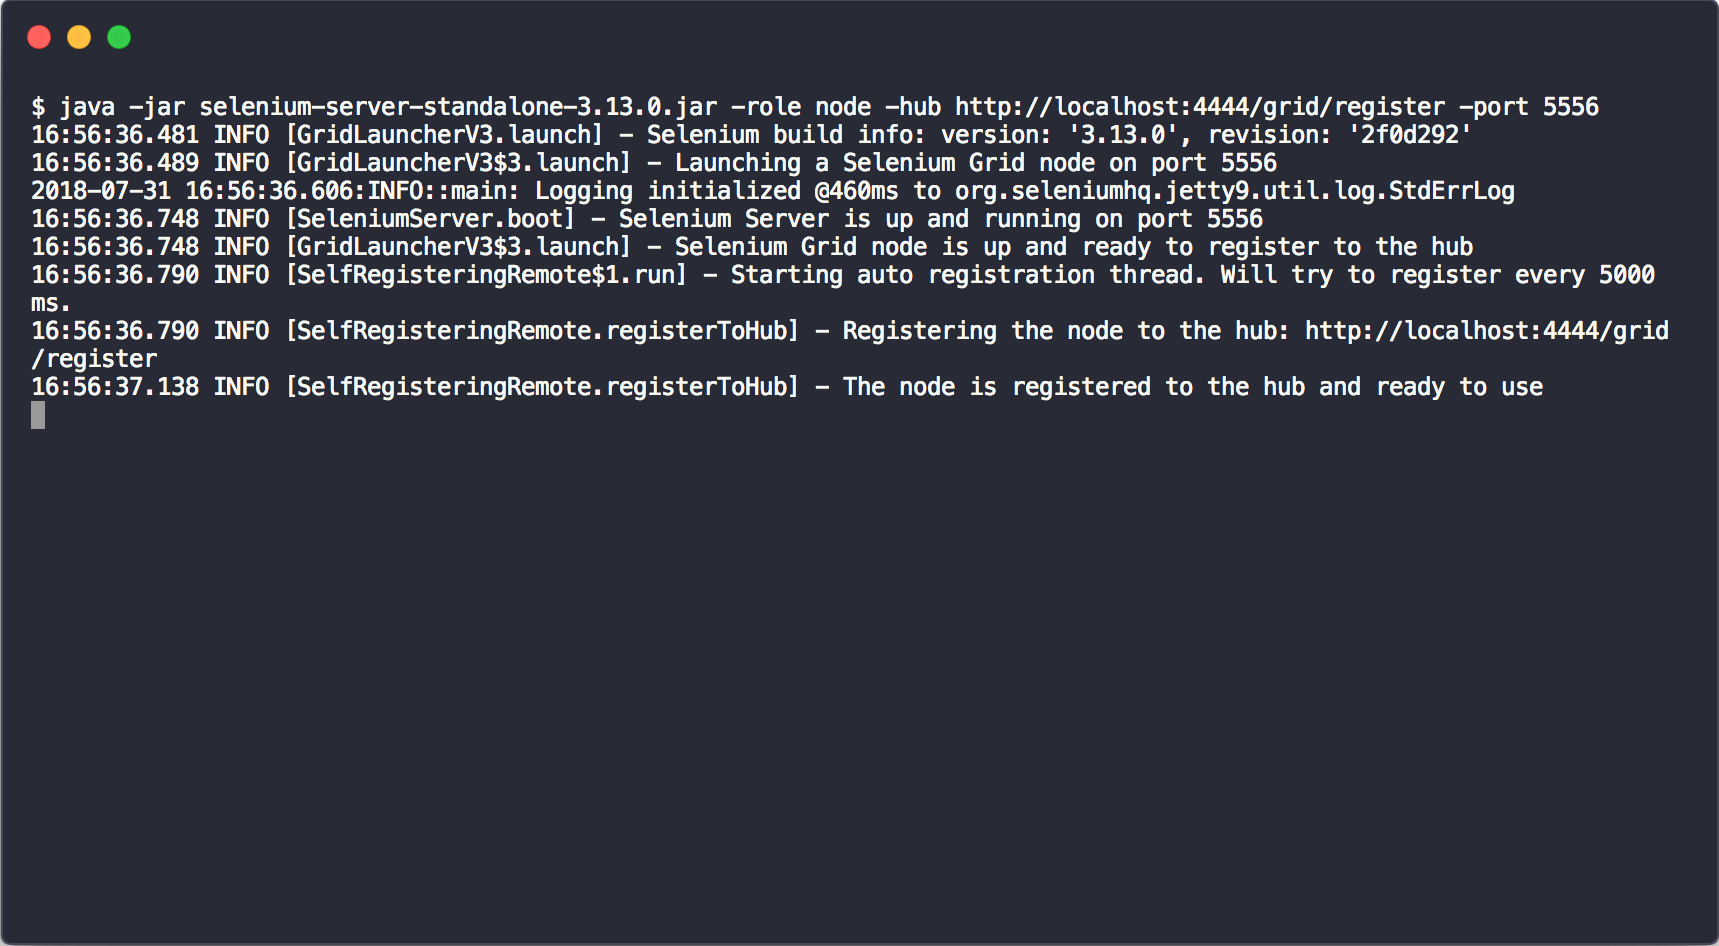 $ java -jar selenium-server-standalone-3.13.0.jar -role node -hub http://localhost:4444/grid/register -port 5556
16:56:36.481 INFO [GridLauncherV3.launch] - Selenium build info: version: '3.13.0', revision: '2f0d292'
16:56:36.489 INFO [GridLauncherV3$3.launch] - Launching a Selenium Grid node on port 5556
2018-07-31 16:56:36.606:INFO::main: Logging initialized @460ms to org.seleniumhq.jetty9.util.log.StdErrLog
16:56:36.748 INFO [SeleniumServer.boot] - Selenium Server is up and running on port 5556
16:56:36.748 INFO [GridLauncherV3$3.launch] - Selenium Grid node is up and ready to register to the hub
16:56:36.790 INFO [SelfRegisteringRemote$1.run] - Starting auto registration thread. Will try to register every 5000
ms.
16:56:36.790 INFO [SelfRegisteringRemote.registerToHub] - Registering the node to the hub: http://localhost:4444/grid
/register
16:56:37.138 INFO [SelfRegisteringRemote.registerToHub] - The node is registered to the hub and ready to use